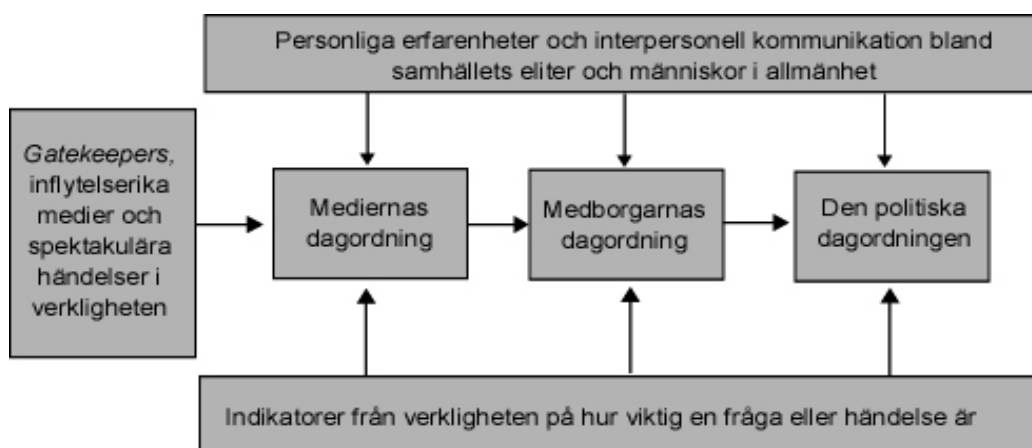 Personliga erfarenheter och interpersonell kommunikation bland
samhällets eliter och människor i allmänhet
Gatekeepers,
inflytelserika
medier och
spektakulära
händelser i
verkligheten
Mediernas
dagordning
Medborgarnas
dagordning
Den politiska
dagordningen
Indikatorer från verkligheten på hur viktig en fråga eller händelse är